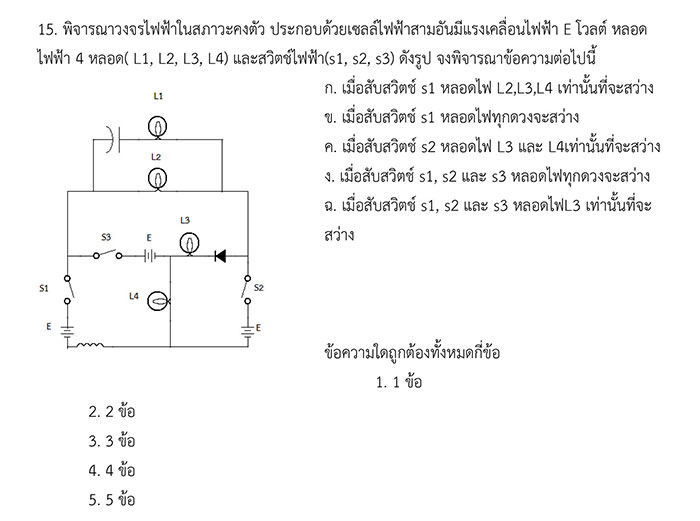 15. พิจารณาวงจรไฟฟ้าในสภาวะคงตัว ประกอบด้วยเซลล์ไฟฟ้าสามอันมีแรงเคลื่อนไฟฟ้า E โวลต์ หลอด
ไฟฟ้า 4 หลอด( L1, L2, L3, L4) และสวิตช์ไฟฟ้า(s1, s2, s3) ดังรูป จงพิจารณาข้อความต่อไปนี้
ก. เมื่อสับสวิตช์ s1 หลอดไฟ L2,L3,L4 เท่านั้นที่จะสว่าง
ข. เมื่อสับสวิตช์ s1 หลอดไฟทุกดวงจะสว่าง
ค. เมื่อสับสวิตช์ s2 หลอดไฟ L3 และ L4เท่านั้นที่จะสว่าง
ง. เมื่อสับสวิตช์ s1, s2 และ s3 หลอดไฟทุกดวงจะสว่าง
ฉ. เมื่อสับสวิตช์ s1, s2 และ s3 หลอดไฟL3 เท่านั้นที่จะ
สว่าง
L1
L2
L3
S3
E
S1
L4
S2
E
E
ข้อความใดถูกต้องทั้งหมดกี่ข้อ
1. 1 ข้อ
2. 2 ข้อ
3. 3 ข้อ
4. 4 ข้อ
5. 5 ข้อ